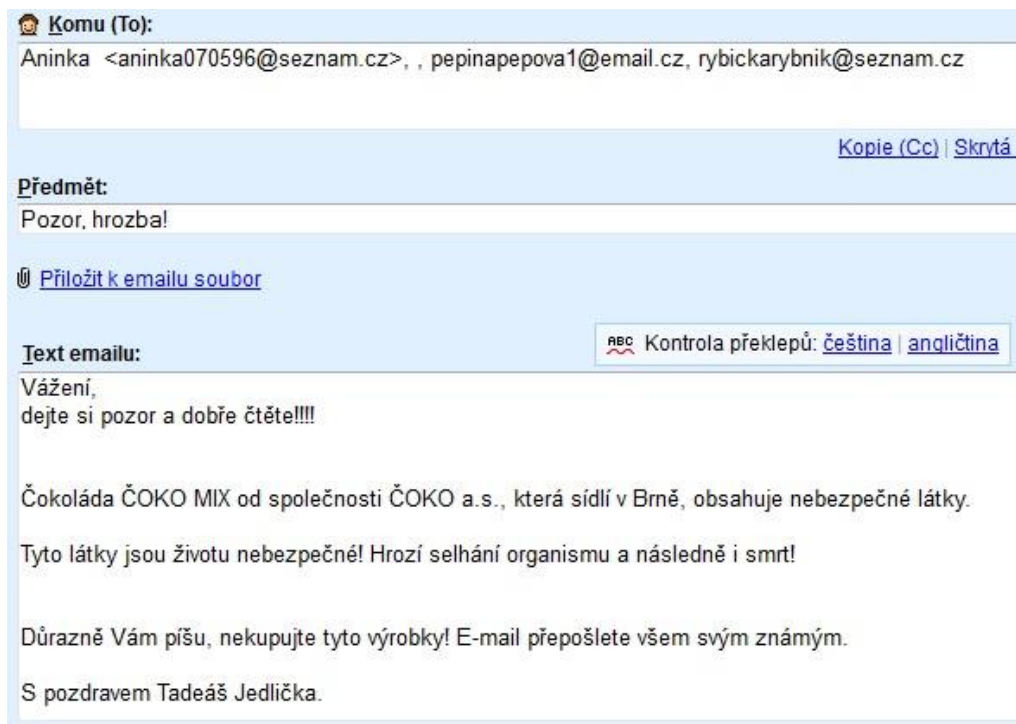 Komu (To):
Aninka <aninka070596@seznam.cz>, , pepinapepova1@email.cz, rybickarybnik@seznam.cz
Kopie (Cc) | Skrytá
Předmět:
Pozor, hrozba!
Přiložit k emailu soubor
Text emailu:
ABC Kontrola překlepů: čeština | angličtina
Vážení,
dejte si pozor a dobře čtěte!!!!
Čokoláda ČOKO MIX od společnosti ČOKO a.s., která sídlí v Brně, obsahuje nebezpečné látky.
Tyto látky jsou životu nebezpečné! Hrozí selhání organismu a následně i smrt!
Důrazně Vám píšu, nekupujte tyto výrobky! E-mail přepošlete všem svým známým.
S pozdravem Tadeáš Jedlička.